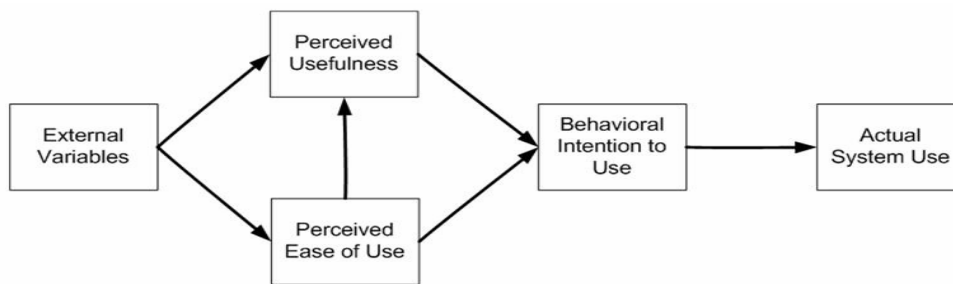 Perceived
Usefulness
External
Variables
Behavioral
Intention to
Use
Actual
System Use
Perceived
Ease of Use